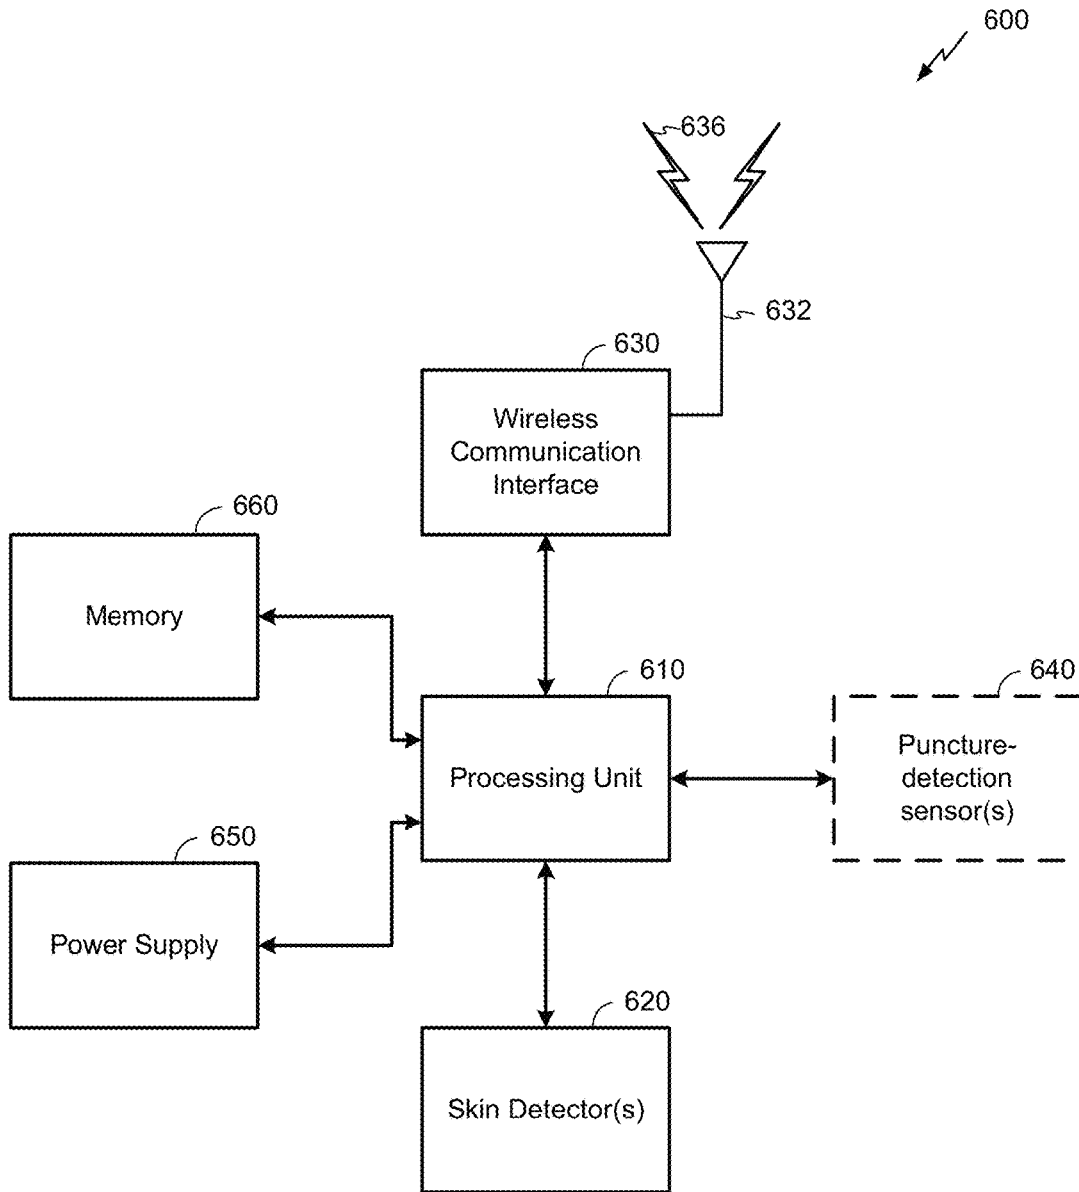 600
636
632
630
Wireless
Communication
Interface
660
Memory
610
Processing Unit
640
Puncture-
detection
sensor(s)
650
Power Supply
620
Skin Detector(s)